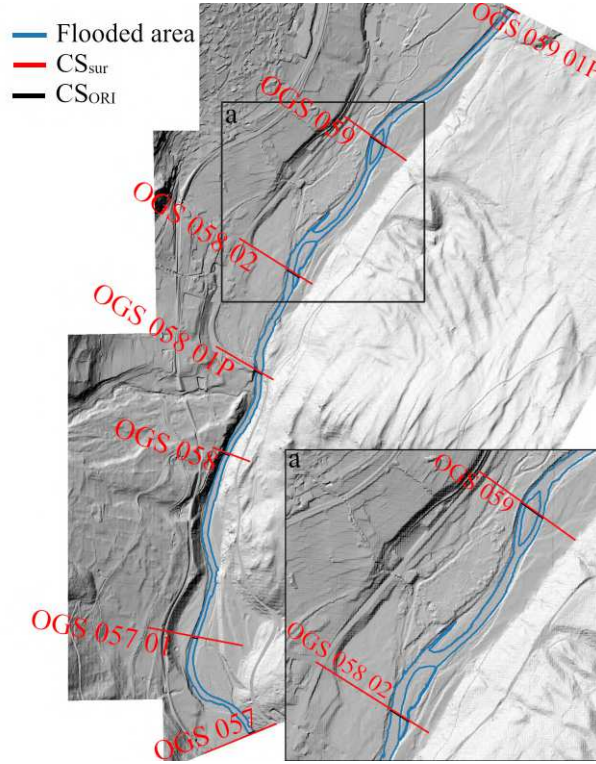 Flooded area
CSsur
CSORI
OGS 059 01P
a
OGS 059
OGS 058 02
OGS 058 01P
OGS 058
a
OGS 059
OGS 057 01
OGS 058 02
OGS 057